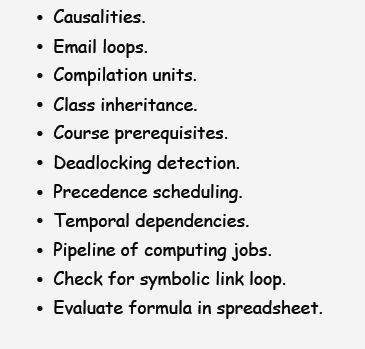 • Causalities.
• Email loops.
• Compilation units.
• Class inheritance.
• Course prerequisites.
• Deadlocking detection.
• Precedence scheduling.
• Temporal dependencies.
• Pipeline of computing jobs.
• Check for symbolic link loop.
• Evaluate formula in spreadsheet.